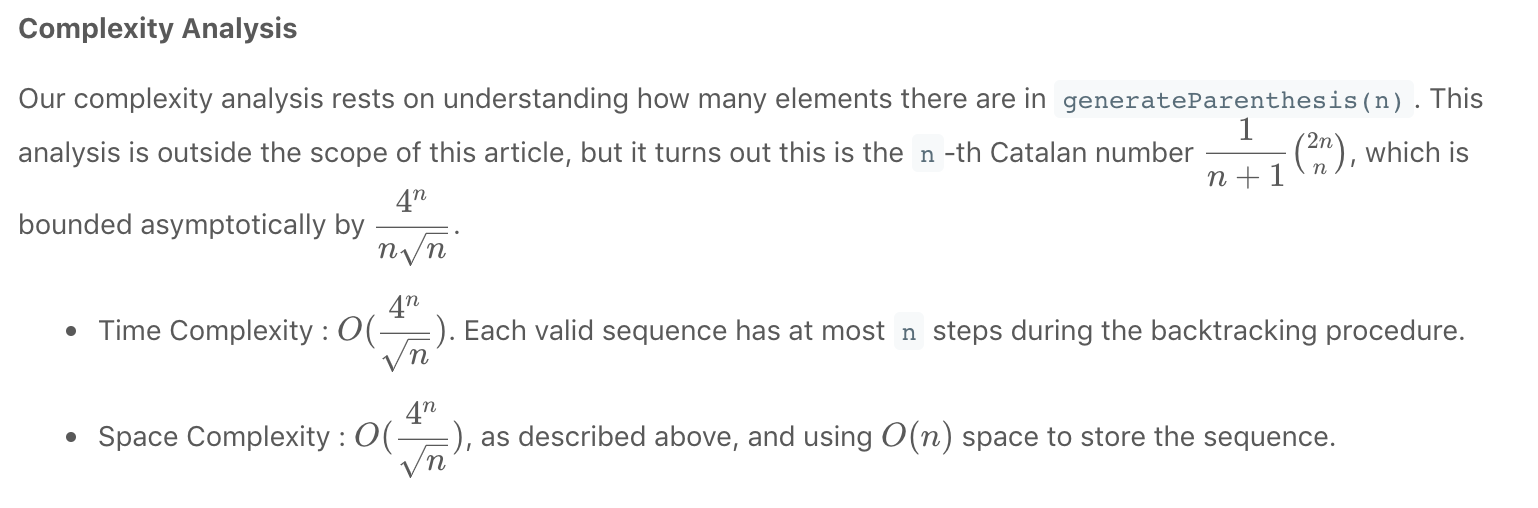 Complexity Analysis
Our complexity analysis rests on understanding how many elements there are in generateParenthesis(n) . This
analysis is outside the scope of this article, but it turns out this is the n -th Catalan number $\frac{1}{n+1}\binom{2n}{n}$, which is
bounded asymptotically by $\frac{4^n}{n\sqrt{n}}$.
• Time Complexity : $O(\frac{4^n}{\sqrt{n}})$. Each valid sequence has at most n steps during the backtracking procedure.
• Space Complexity : $O(\frac{4^n}{\sqrt{n}})$, as described above, and using $O(n)$ space to store the sequence.